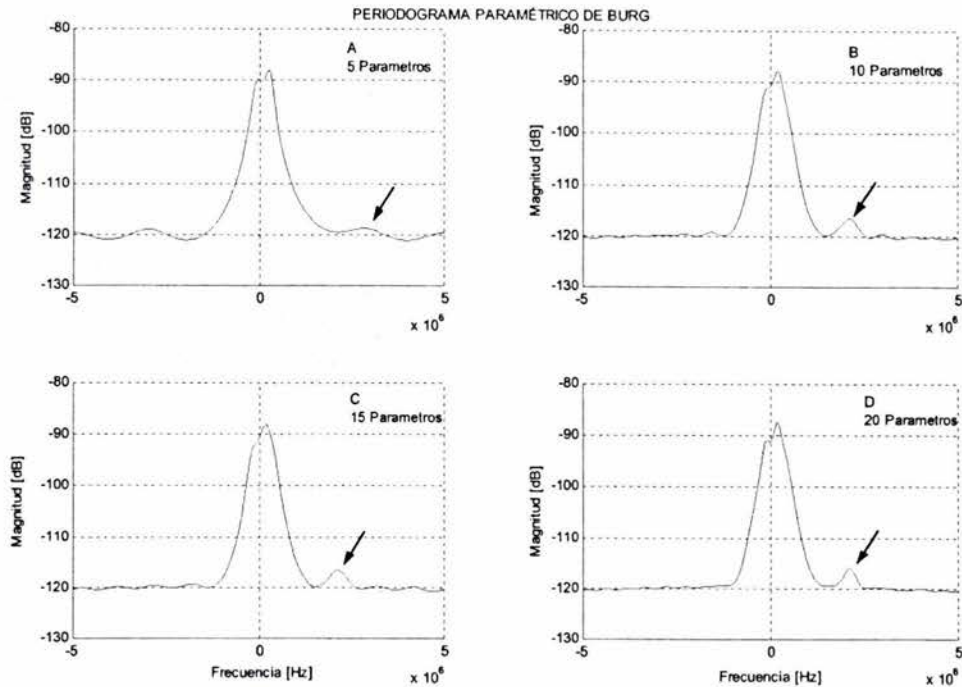 PERIODOGRAMA PARAMÉTRICO DE BURG
-80
-90
-100
-110
-120
-130
Magnitud [dB]
A
5 Parametros
-5
0
5
x 10⁶
-80
-90
-100
-110
-120
-130
Magnitud [dB]
B
10 Parametros
-5
0
5
x 10⁶
-80
-90
-100
-110
-120
-130
Magnitud [dB]
C
15 Parametros
-5
0
5
Frecuencia [Hz]
x 10⁶
-80
-90
-100
-110
-120
-130
Magnitud [dB]
D
20 Parametros
-5
0
5
Frecuencia [Hz]
x 10⁶